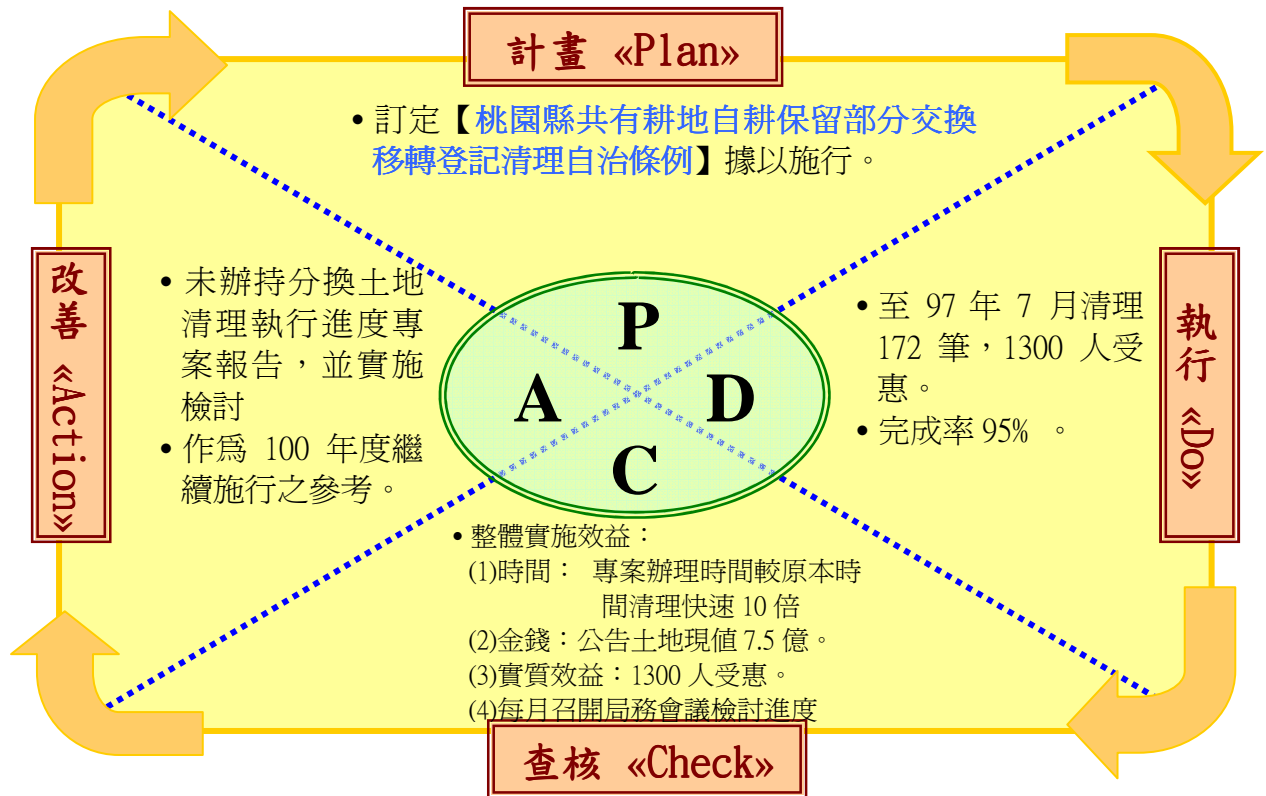 計畫 «Plan»
• 訂定【桃園縣共有耕地自耕保留部分交換
移轉登記清理自治條例】據以施行。
執行 «Do»
• 至 97 年 7 月清理
172 筆，1300 人受
惠。
• 完成率 95% 。
P
A
D
C
改善 «Action»
• 未辦持分換土地
清理執行進度專
案報告，並實施
檢討
• 作為 100 年度繼
續施行之參考。
• 整體實施效益：
(1)時間： 專案辦理時間較原本時
間清理快速 10 倍
(2)金錢：公告土地現值 7.5 億。
(3)實質效益：1300 人受惠。
(4)每月召開局務會議檢討進度
查核 «Check»